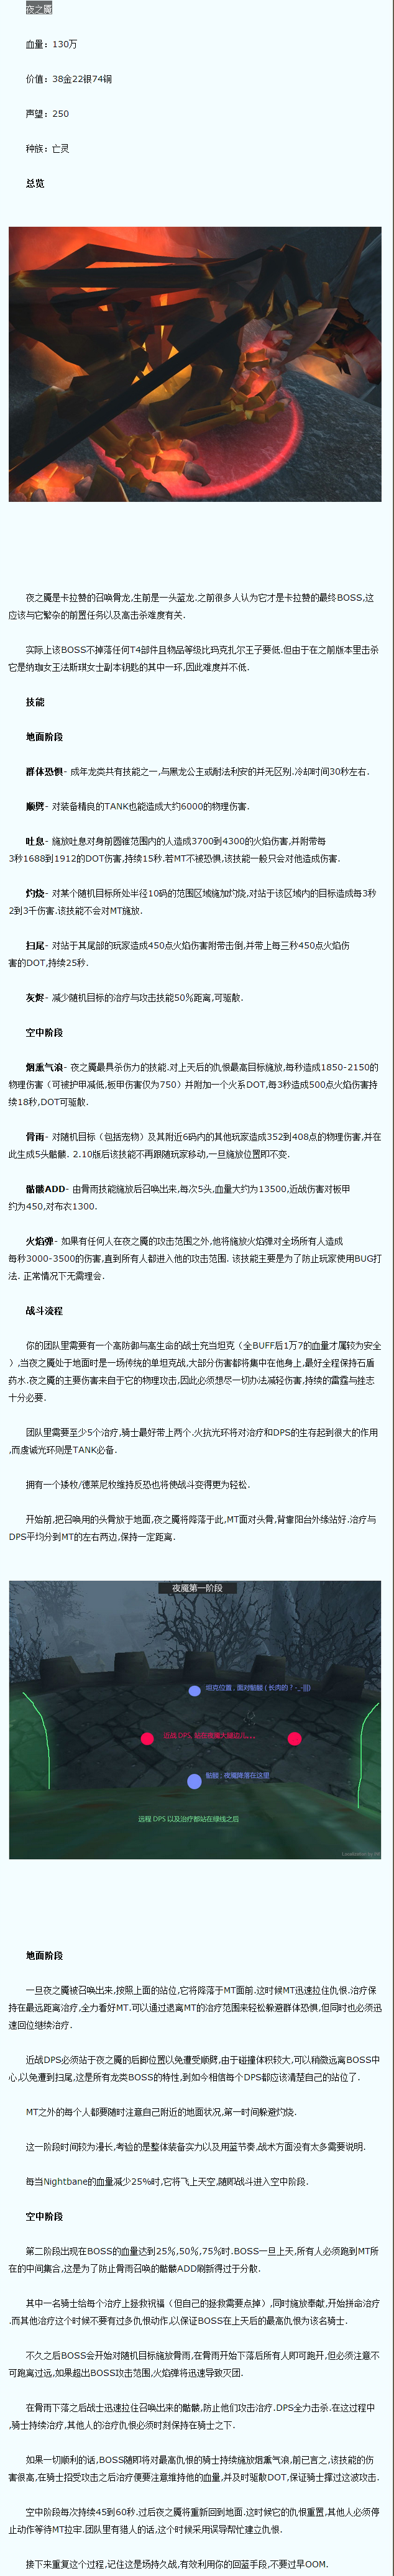 夜之魇
血量：130万
价值：38金22银74铜
声望：250
种族：亡灵
总览
夜之魇是卡拉赞的召唤骨龙,生前是一头蓝龙.之前很多人认为它才是卡拉赞的最终BOSS,这
应该与它繁杂的前置任务以及高击杀难度有关.
实际上该BOSS不掉落任何T4部件且物品等级比玛克扎尔王子要低.但由于在之前版本里击杀
它是纳珈女王法斯琪女士副本钥匙的其中一环,因此难度并不低.
技能
地面阶段
群体恐惧- 成年龙类共有技能之一,与黑龙公主或耐法利安的并无区别.冷却时间30秒左右.
顺劈- 对装备精良的TANK也能造成大约6000的物理伤害.
吐息- 施放吐息对身前圆锥范围内的人造成3700到4300的火焰伤害,并附带每
3秒1688到1912的DOT伤害,持续15秒.若MT不被恐惧,该技能一般只会对他造成伤害.
灼烧- 对某个随机目标所处半径10码的范围区域施加灼烧,对站于该区域内的目标造成每3秒
2到3千伤害.该技能不会对MT施放.
扫尾- 对站于其尾部的玩家造成450点火焰伤害附带击倒,并带上每三秒450点火焰伤
害的DOT,持续25秒.
灰烬- 减少随机目标的治疗与攻击技能50％距离,可驱散.
空中阶段
烟熏气浪- 夜之魇最具杀伤力的技能.对上天后的仇恨最高目标施放,每秒造成1850-2150的
物理伤害（可被护甲减低,板甲伤害仅为750）并附加一个火系DOT,每3秒造成500点火焰伤害持
续18秒,DOT可驱散.
骨雨- 对随机目标（包括宠物）及其附近6码内的其他玩家造成352到408点的物理伤害,并在
此生成5头骷髅. 2.10版后该技能不再跟随玩家移动,一旦施放位置即不变.
骷髅ADD- 由骨雨技能施放后召唤出来,每次5头,血量大约为13500,近战伤害对板甲
约为450,对布衣1300.
火焰弹- 如果有任何人在夜之魇的攻击范围之外,他将施放火焰弹对全场所有人造成
每秒3000-3500的伤害,直到所有人都进入他的攻击范围. 该技能主要是为了防止玩家使用BUG打
法. 正常情况下无需理会.
战斗流程
你的团队里需要有一个高防御与高生命的战士充当坦克（全BUFF后1万7的血量才属较为安全
）,当夜之魇处于地面时是一场传统的单坦克战,大部分伤害都将集中在他身上,最好全程保持石盾
药水.夜之魇的主要伤害来自于它的物理攻击,因此必须想尽一切办法减轻伤害,持续的雷霆与挫志
十分必要.
团队里需要至少5个治疗,骑士最好带上两个.火抗光环将对治疗和DPS的生存起到很大的作用
,而虔诚光环则是TANK必备.
拥有一个矮牧/德莱尼牧维持反恐也将使战斗变得更为轻松.
开始前,把召唤用的头骨放于地面,夜之魇将降落于此,MT面对头骨,背靠阳台外缘站好.治疗与
DPS平均分到MT的左右两边,保持一定距离.
夜魇第一阶段
坦克位置，面对骷髅
近战 DPS
骷髅：夜魇降落在这里
远程 DPS 以及治疗都站在绿线之后
地面阶段
一旦夜之魇被召唤出来,按照上面的站位,它将降落于MT面前.这时候MT迅速拉住仇恨.治疗保
持在最远距离治疗,全力看好MT.可以通过退离MT的治疗范围来轻松躲避群体恐惧,但同时也必须迅
速回位继续治疗.
近战DPS必须站于夜之魇的后脚位置以免遭受顺劈,由于碰撞体积较大,可以稍微远离BOSS中
心,以免遭到扫尾,这是所有龙类BOSS的特性,到如今相信每个DPS都应该清楚自己的站位了.
MT之外的每个人都要随时注意自己附近的地面状况,第一时间躲避灼烧.
这一阶段时间较为漫长,考验的是整体装备实力以及用蓝节奏,战术方面没有太多需要说明.
每当Nightbane的血量减少25%时,它将飞上天空,随即战斗进入空中阶段.
空中阶段
第二阶段出现在BOSS的血量达到25％,50％,75％时.BOSS一旦上天,所有人必须跑到MT所
在的中间集合,这是为了防止骨雨召唤的骷髅ADD刷新得过于分散.
其中一名骑士给每个治疗上拯救祝福（但自己的拯救需要点掉）,同时施放奉献,开始拼命治疗
.而其他治疗这个时候不要有过多仇恨动作,以保证BOSS在上天后的最高仇恨为该名骑士.
不久之后BOSS会开始对随机目标施放骨雨,在骨雨开始下落后所有人即可跑开,但必须注意不
可跑离过远,如果超出BOSS攻击范围,火焰弹将迅速导致灭团.
在骨雨下落之后战士迅速拉住召唤出来的骷髅,防止他们攻击治疗.DPS全力击杀.在这过程中
,骑士持续治疗,其他人的治疗仇恨必须时刻保持在骑士之下.
如果一切顺利的话,BOSS随即将对最高仇恨的骑士持续施放烟熏气浪,前已言之,该技能的伤
害很高,在骑士招受攻击之后治疗便要注意维持他的血量,并及时驱散DOT,保证骑士撑过这波攻击.
空中阶段每次持续45到60秒.过后夜之魇将重新回到地面.这时候它的仇恨重置,其他人必须停
止动作等待MT拉牢.团队里有猎人的话,这个时候采用误导帮忙建立仇恨.
接下来重复这个过程,记住这是场持久战,有效利用你的回蓝手段,不要过早OOM.